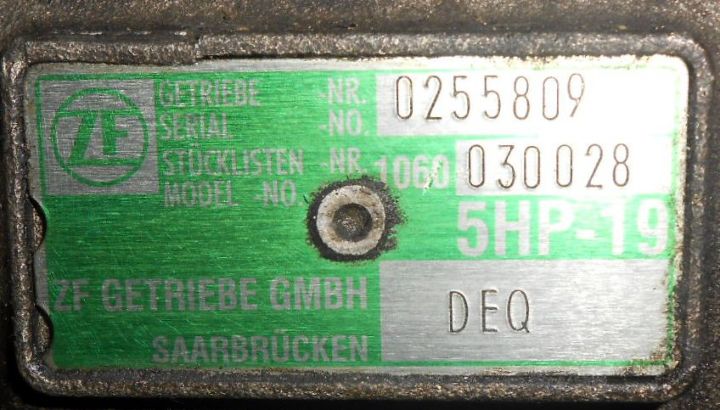 ZF
GETRIEBE -NR. 0255809
SERIAL -NO.
STÜCKLISTEN -NR. 1060 030028
MODEL -NO.
5HP-19
ZF GETRIEBE GMBH
DEQ
SAARBRÜCKEN